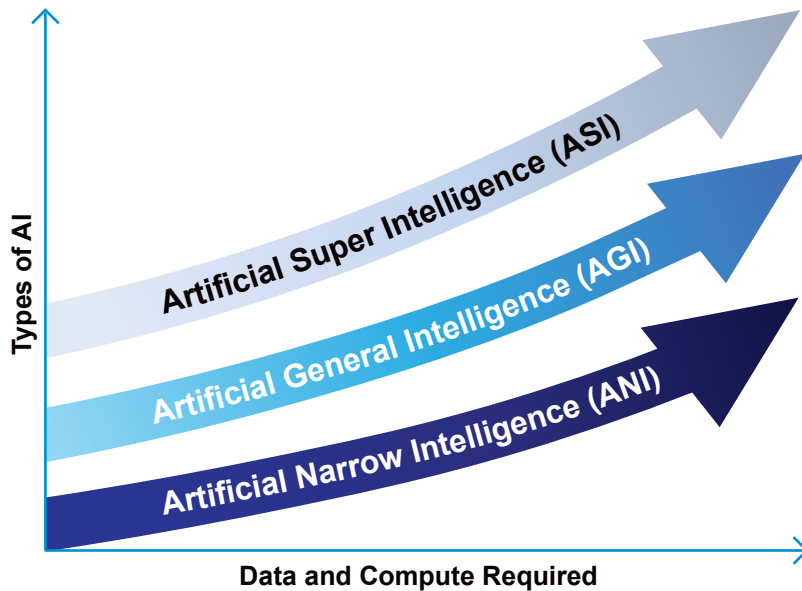 Types of AI
Artificial Super Intelligence (ASI)
Artificial General Intelligence (AGI)
Artificial Narrow Intelligence (ANI)
Data and Compute Required